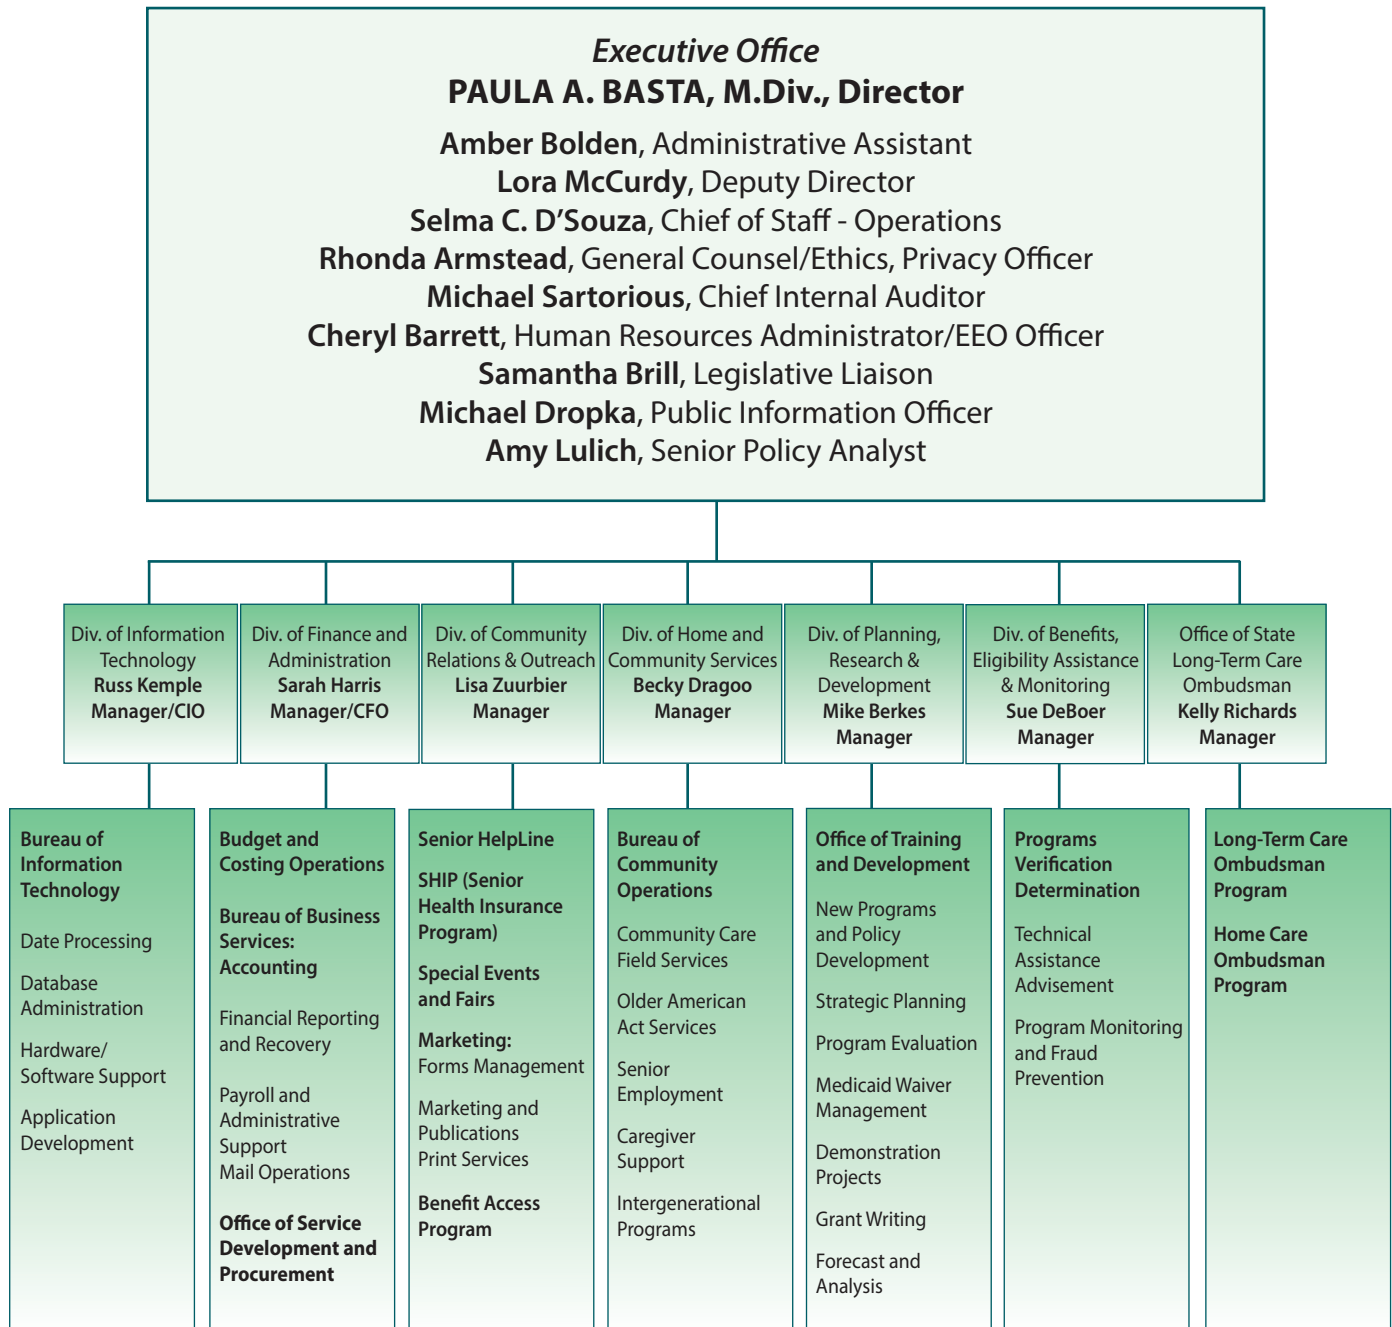 Executive Office
PAULA A. BASTA, M.Div., Director
Amber Bolden, Administrative Assistant
Lora McCurdy, Deputy Director
Selma C. D’Souza, Chief of Staff - Operations
Rhonda Armstead, General Counsel/Ethics, Privacy Officer
Michael Sartorious, Chief Internal Auditor
Cheryl Barrett, Human Resources Administrator/EEO Officer
Samantha Brill, Legislative Liaison
Michael Dropka, Public Information Officer
Amy Lulich, Senior Policy Analyst
Div. of Information
Technology
Russ Kemple
Manager/CIO
Div. of Finance and
Administration
Sarah Harris
Manager/CFO
Div. of Community
Relations & Outreach
Lisa Zuurbier
Manager
Div. of Home and
Community Services
Becky Dragoo
Manager
Div. of Planning,
Research &
Development
Mike Berkes
Manager
Div. of Benefits,
Eligibility Assistance
& Monitoring
Sue DeBoer
Manager
Office of State
Long-Term Care
Ombudsman
Kelly Richards
Manager
Bureau of
Information
Technology
Date Processing
Database
Administration
Hardware/
Software Support
Application
Development
Budget and
Costing Operations
Bureau of Business
Services:
Accounting
Financial Reporting
and Recovery
Payroll and
Administrative
Support
Mail Operations
Office of Service
Development and
Procurement
Senior HelpLine
SHIP (Senior
Health Insurance
Program)
Special Events
and Fairs
Marketing:
Forms Management
Marketing and
Publications
Print Services
Benefit Access
Program
Bureau of
Community
Operations
Community Care
Field Services
Older American
Act Services
Senior
Employment
Caregiver
Support
Intergenerational
Programs
Office of Training
and Development
New Programs
and Policy
Development
Strategic Planning
Program Evaluation
Medicaid Waiver
Management
Demonstration
Projects
Grant Writing
Forecast and
Analysis
Programs
Verification
Determination
Technical
Assistance
Advisement
Program Monitoring
and Fraud
Prevention
Long-Term Care
Ombudsman
Program
Home Care
Ombudsman
Program